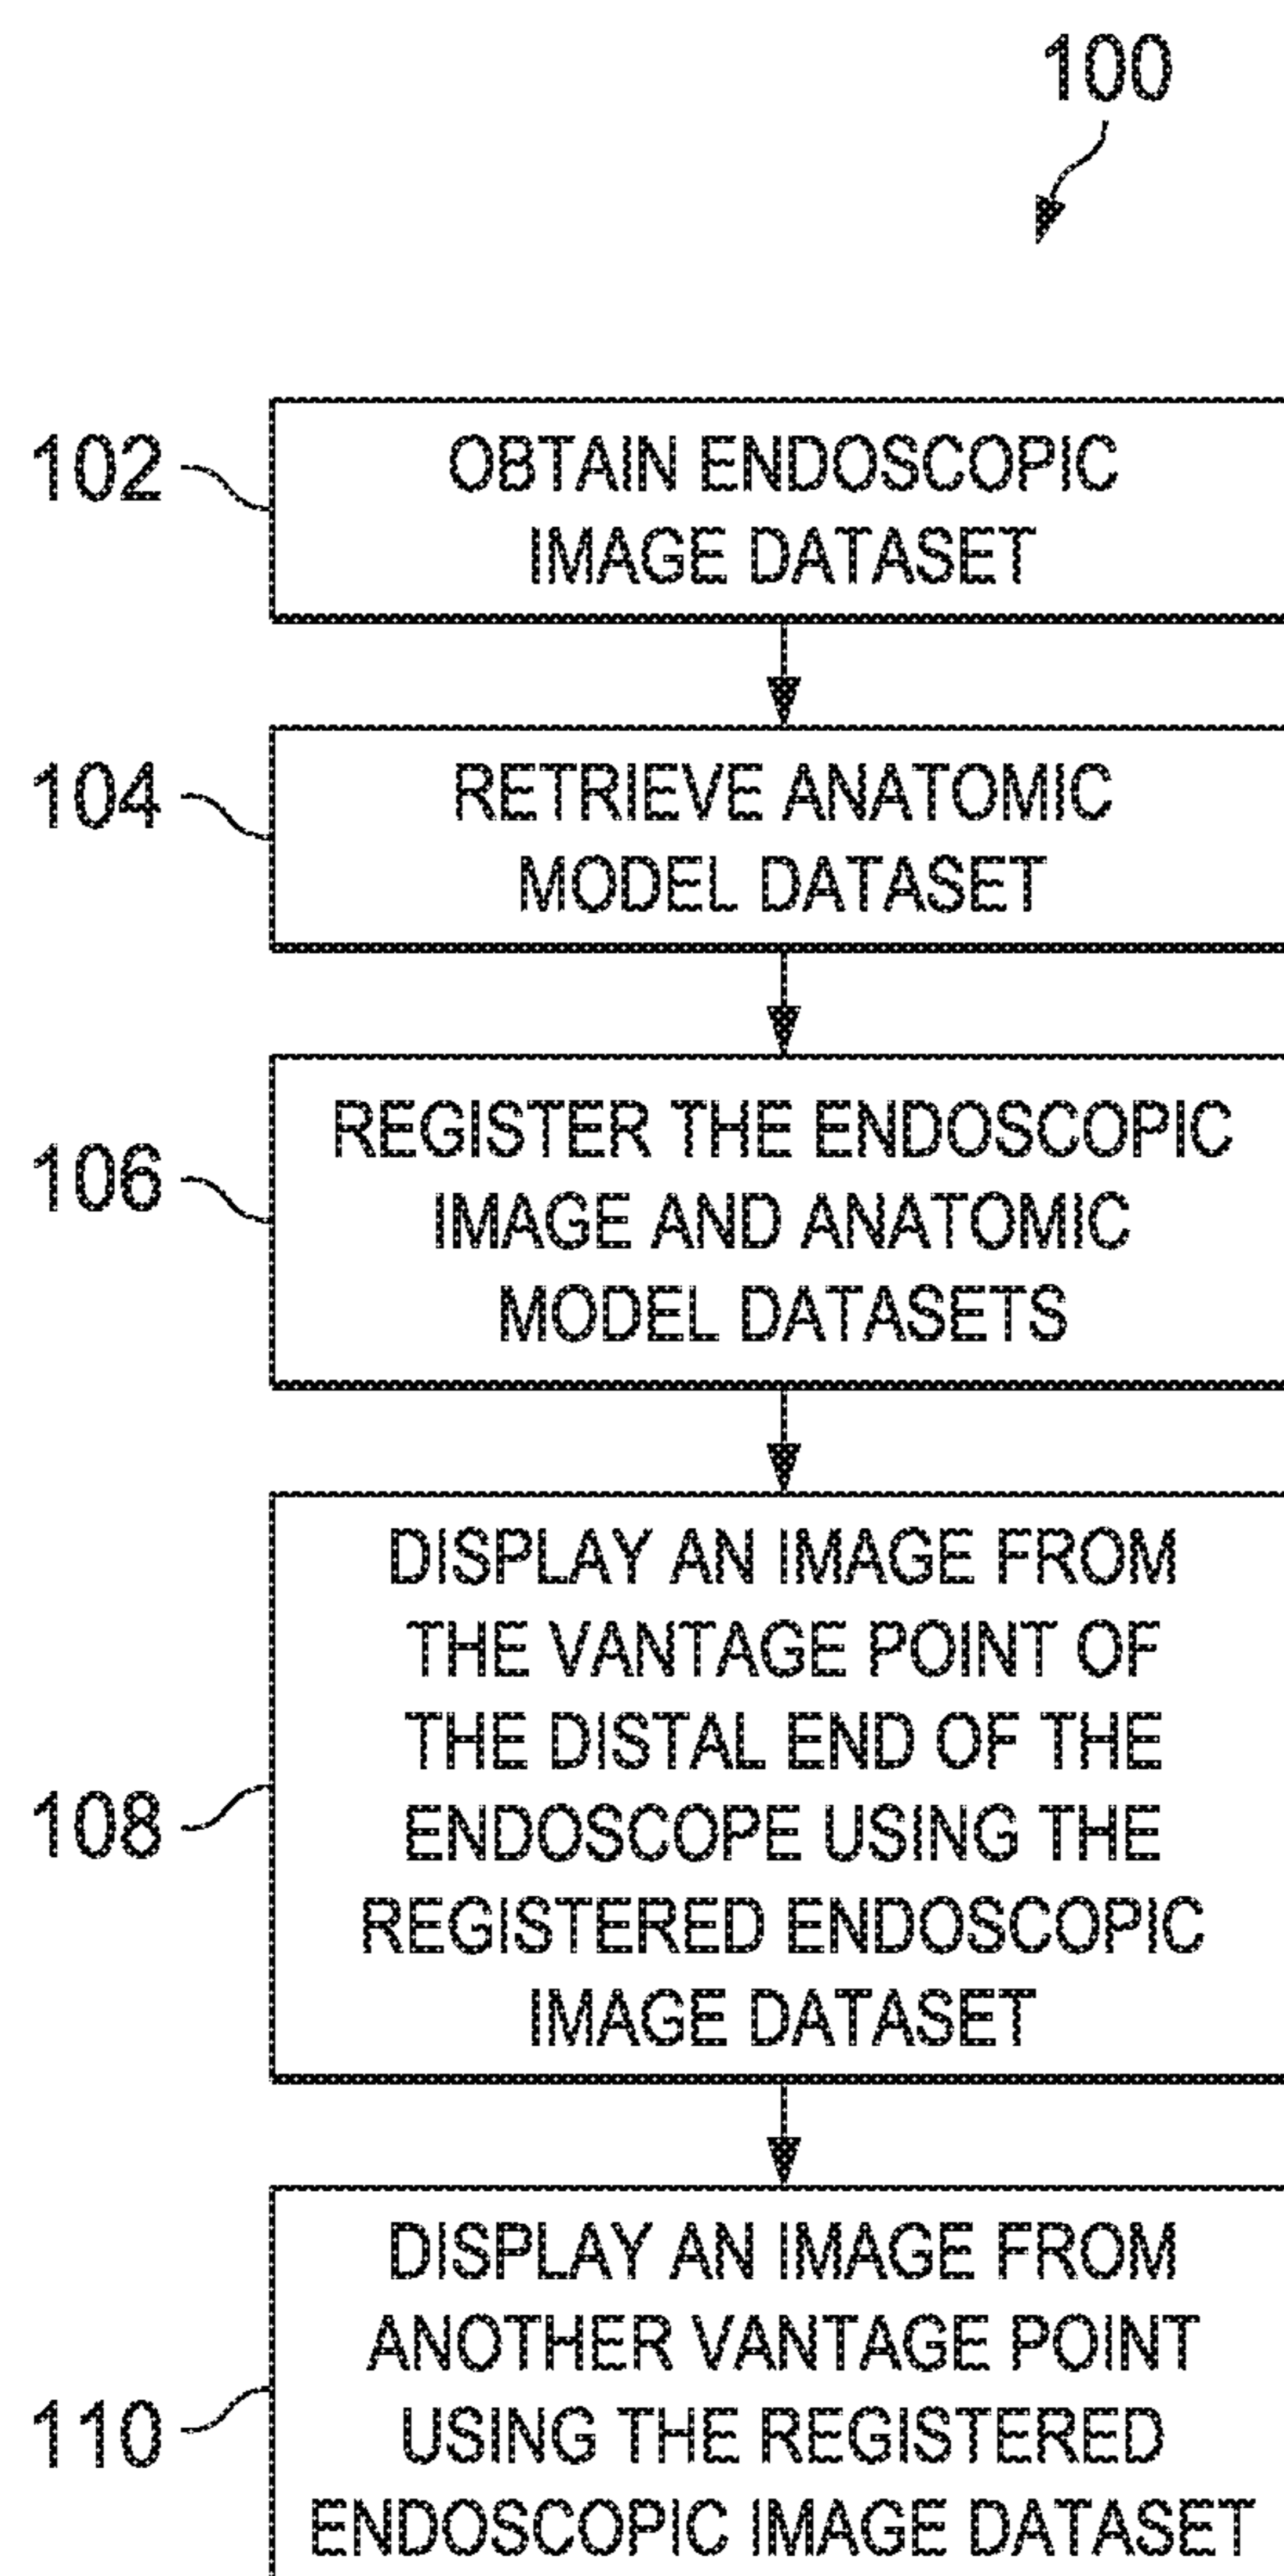 100
102
OBTAIN ENDOSCOPIC
IMAGE DATASET
104
RETRIEVE ANATOMIC
MODEL DATASET
106
REGISTER THE ENDOSCOPIC
IMAGE AND ANATOMIC
MODEL DATASETS
108
DISPLAY AN IMAGE FROM
THE VANTAGE POINT OF
THE DISTAL END OF THE
ENDOSCOPE USING THE
REGISTERED ENDOSCOPIC
IMAGE DATASET
110
DISPLAY AN IMAGE FROM
ANOTHER VANTAGE POINT
USING THE REGISTERED
ENDOSCOPIC IMAGE DATASET